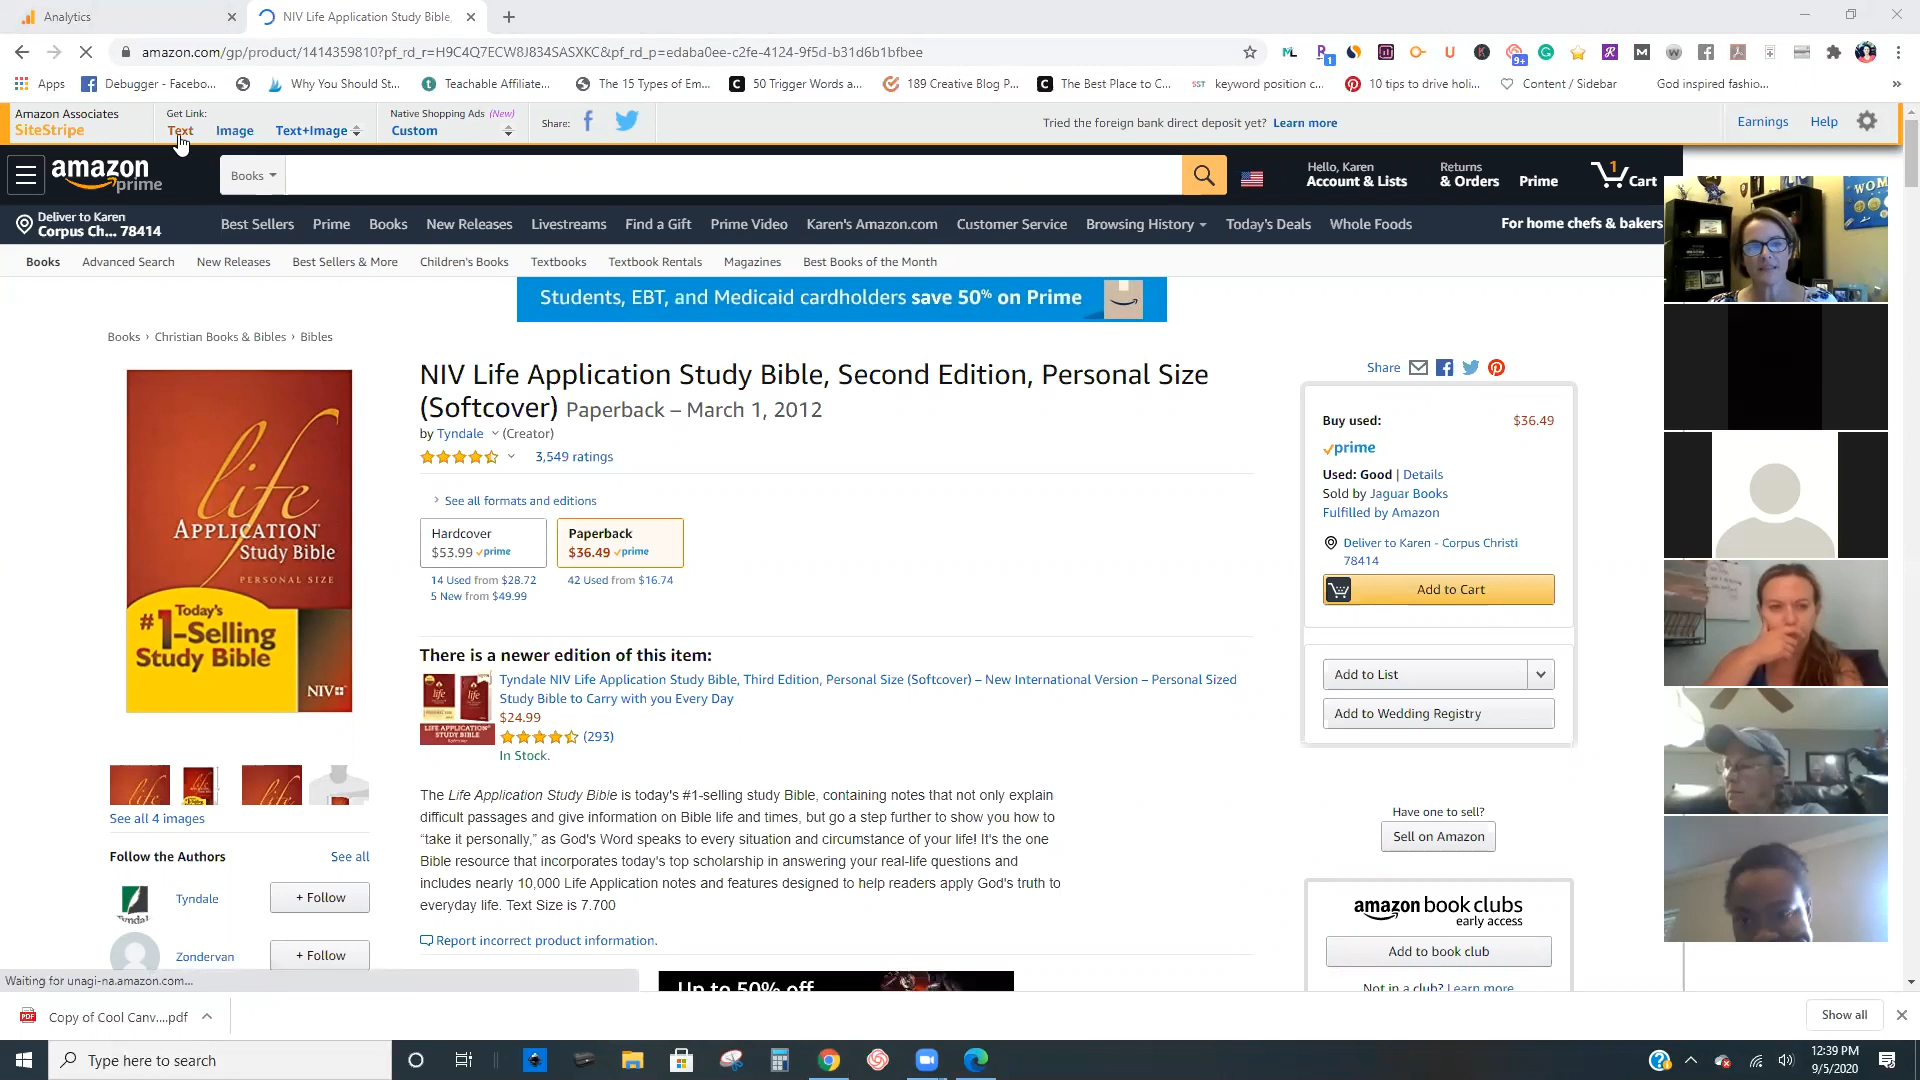 Analytics
NIV Life Application Study Bible,
amazon.com/gp/product/1414359810?pf_rd_r=H9C4Q7ECW8J834SASXKC&pf_rd_p=edaba0ee-c2fe-4124-9f5d-b31d6b1bfbee
Apps
Debugger - Facebo...
Why You Should St...
Teachable Affiliate...
The 15 Types of Em...
50 Trigger Words a...
189 Creative Blog P...
The Best Place to C...
SST
keyword position c...
10 tips to drive holi...
Content / Sidebar
God inspired fashio...
Amazon Associates
SiteStripe
Get Link:
Text
Image
Text+Image
Native Shopping Ads (New)
Custom
Share:
Tried the foreign bank direct deposit yet? Learn more
Earnings
Help
amazon prime
Books
Hello, Karen
Account & Lists
Returns
& Orders
Prime
1
Cart
Deliver to Karen
Corpus Ch... 78414
Best Sellers
Prime
Books
New Releases
Livestreams
Find a Gift
Prime Video
Karen's Amazon.com
Customer Service
Browsing History
Today's Deals
Whole Foods
For home chefs & bakers
WOM
Books
Advanced Search
New Releases
Best Sellers & More
Children's Books
Textbooks
Textbook Rentals
Magazines
Best Books of the Month
Students, EBT, and Medicaid cardholders save 50% on Prime
Books › Christian Books & Bibles › Bibles
life
APPLICATION
Study Bible
PERSONAL SIZE
Today's
#1-Selling
Study Bible
NIV
See all 4 images
Follow the Authors
See all
Tyndale
+ Follow
Zondervan
+ Follow
NIV Life Application Study Bible, Second Edition, Personal Size
(Softcover) Paperback – March 1, 2012
by Tyndale (Creator)
3,549 ratings
See all formats and editions
Hardcover
$53.99 prime
14 Used from $28.72
5 New from $49.99
Paperback
$36.49 prime
42 Used from $16.74
There is a newer edition of this item:
Tyndale NIV Life Application Study Bible, Third Edition, Personal Size (Softcover) – New International Version – Personal Sized
Study Bible to Carry with you Every Day
$24.99
(293)
In Stock.
The Life Application Study Bible is today's #1-selling study Bible, containing notes that not only explain
difficult passages and give information on Bible life and times, but go a step further to show you how to
“take it personally,” as God's Word speaks to every situation and circumstance of your life! It's the one
Bible resource that incorporates today's top scholarship in answering your real-life questions and
includes nearly 10,000 Life Application notes and features designed to help readers apply God's truth to
everyday life. Text Size is 7.700
Report incorrect product information.
Up to 50% off
Share
Buy used:
$36.49
prime
Used: Good | Details
Sold by Jaguar Books
Fulfilled by Amazon
Deliver to Karen - Corpus Christi
78414
Add to Cart
Add to List
Add to Wedding Registry
Have one to sell?
Sell on Amazon
amazon book clubs
early access
Add to book club
Not in a club? Learn more
Waiting for unagi-na.amazon.com...
Copy of Cool Canv....pdf
Show all
Type here to search
12:39 PM
9/5/2020